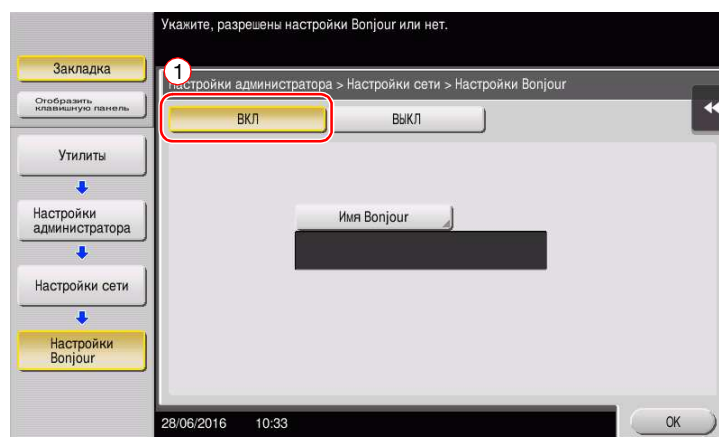 Укажите, разрешены настройки Bonjour или нет.
Закладка
Отобразить
клавишную панель
1
Настройки администратора > Настройки сети > Настройки Bonjour
ВКЛ
ВЫКЛ
Утилиты
Настройки
администратора
Имя Bonjour
Настройки сети
Настройки
Bonjour
28/06/2016 10:33
OK